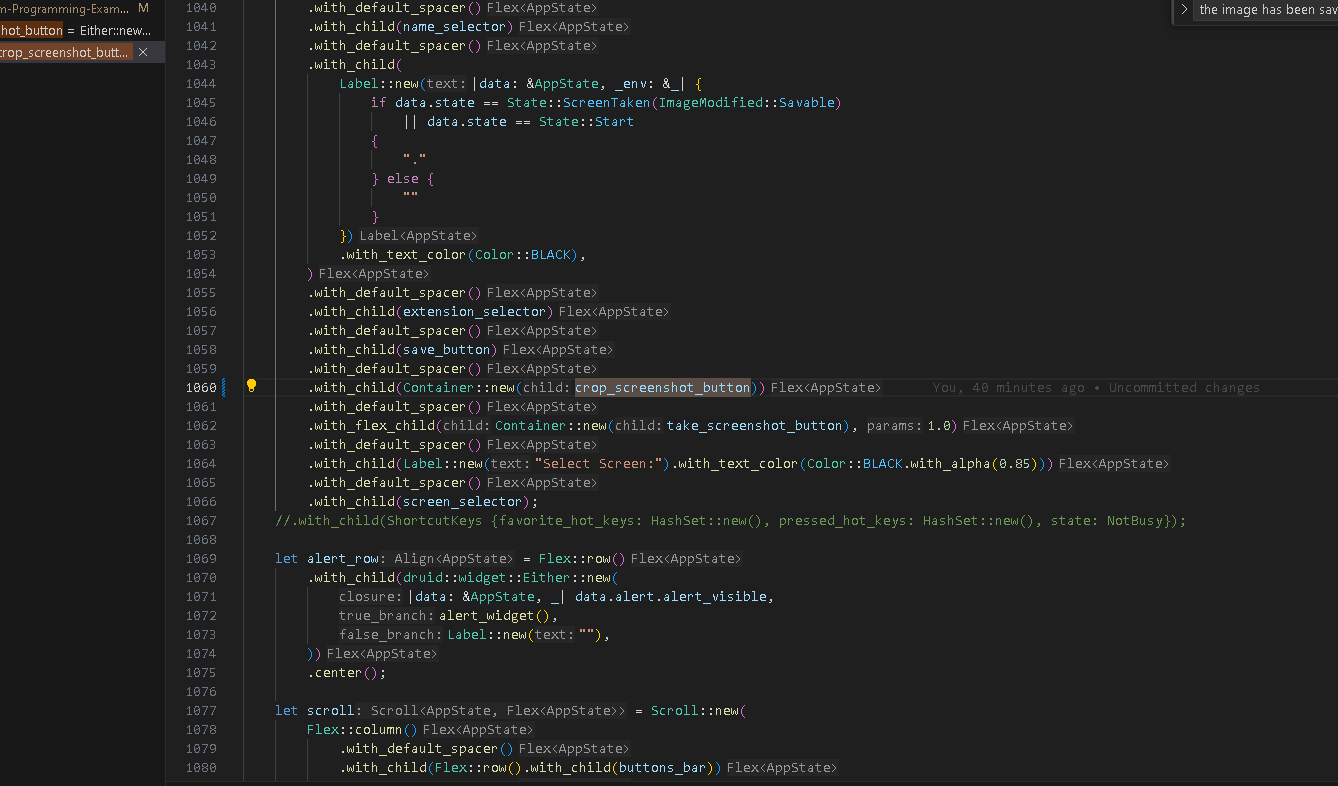 m-Programming-Exam... M
hot_button = Either::new...
crop_screenshot_butt...
the image has been sav
1040 .with_default_spacer() Flex<AppState>
1041 .with_child(name_selector) Flex<AppState>
1042 .with_default_spacer() Flex<AppState>
1043 .with_child(
1044 Label::new(text: |data: &AppState, _env: &_| {
1045 if data.state == State::ScreenTaken(ImageModified::Savable)
1046 || data.state == State::Start
1047 {
1048 "."
1049 } else {
1050 ""
1051 }
1052 }) Label<AppState>
1053 .with_text_color(Color::BLACK),
1054 ) Flex<AppState>
1055 .with_default_spacer() Flex<AppState>
1056 .with_child(extension_selector) Flex<AppState>
1057 .with_default_spacer() Flex<AppState>
1058 .with_child(save_button) Flex<AppState>
1059 .with_default_spacer() Flex<AppState>
1060 .with_child(Container::new(child: crop_screenshot_button)) Flex<AppState> You, 40 minutes ago • Uncommitted changes
1061 .with_default_spacer() Flex<AppState>
1062 .with_flex_child(child: Container::new(child: take_screenshot_button), params: 1.0) Flex<AppState>
1063 .with_default_spacer() Flex<AppState>
1064 .with_child(Label::new(text: "Select Screen:").with_text_color(Color::BLACK.with_alpha(0.85))) Flex<AppState>
1065 .with_default_spacer() Flex<AppState>
1066 .with_child(screen_selector);
1067 //.with_child(ShortcutKeys {favorite_hot_keys: HashSet::new(), pressed_hot_keys: HashSet::new(), state: NotBusy});
1068
1069 let alert_row: Align<AppState> = Flex::row() Flex<AppState>
1070 .with_child(druid::widget::Either::new(
1071 closure: |data: &AppState, _| data.alert.alert_visible,
1072 true_branch: alert_widget(),
1073 false_branch: Label::new(text: ""),
1074 )) Flex<AppState>
1075 .center();
1076
1077 let scroll: Scroll<AppState, Flex<AppState>> = Scroll::new(
1078 Flex::column() Flex<AppState>
1079 .with_default_spacer() Flex<AppState>
1080 .with_child(Flex::row().with_child(buttons_bar)) Flex<AppState>